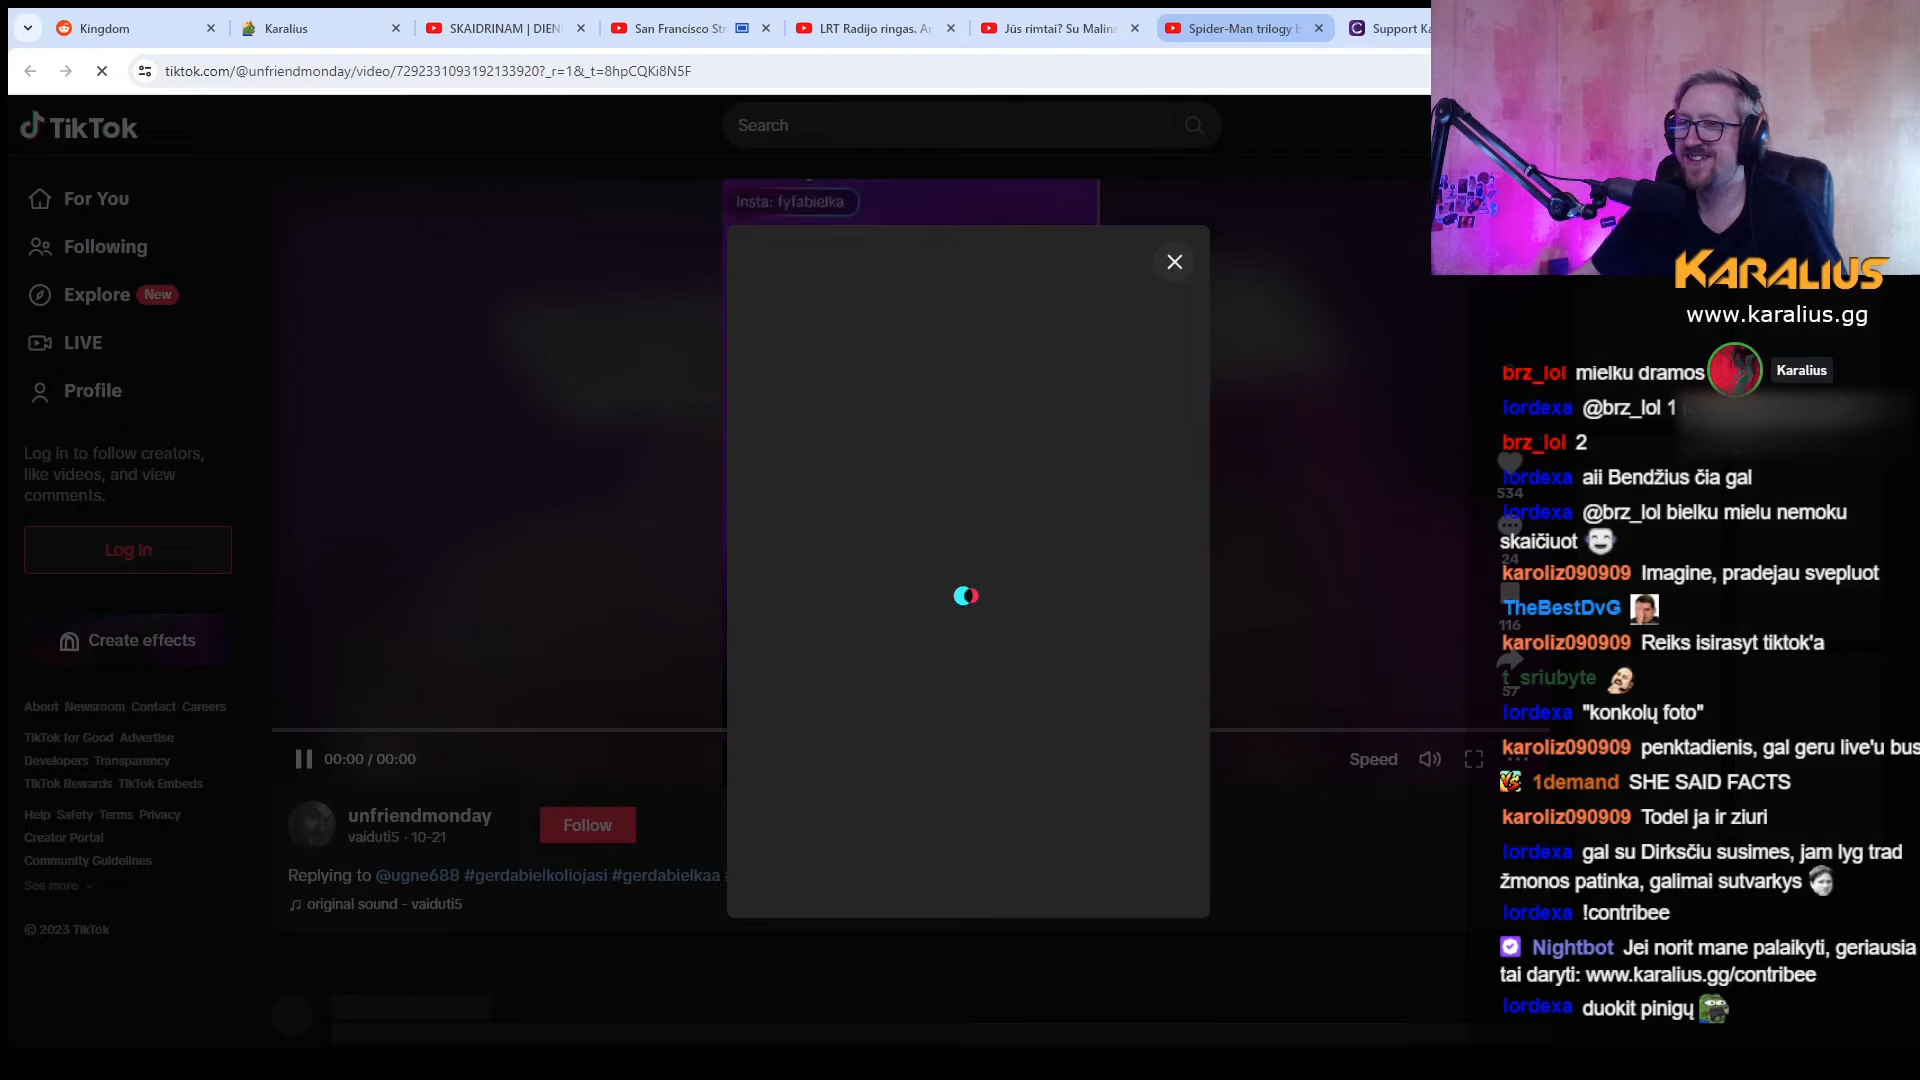 Kingdom
Karalius
SKAIDRINAM | DIEN
San Francisco Str
LRT Radijo ringas. Ar
Jūs rimtai? Su Malina
Spider-Man trilogy b
Support Ka
tiktok.com/@unfriendmonday/video/7292331093192133920?_r=1&_t=8hpCQKi8N5F
TikTok
Search
For You
Following
Explore New
LIVE
Profile
Log in to follow creators,
like videos, and view
comments.
Log in
Create effects
About Newsroom Contact Careers
TikTok for Good Advertise
Developers Transparency
TikTok Rewards TikTok Embeds
Help Safety Terms Privacy
Creator Portal
Community Guidelines
See more
© 2023 TikTok
Insta: fyfabielka
00:00 / 00:00
Speed
unfriendmonday
vaiduti5 · 10-21
Follow
Replying to @ugne688 #gerdabielkoliojasi #gerdabielkaa
original sound - vaiduti5
534
24
116
57
KARALIUS
www.karalius.gg
Karalius
brz_lol mielku dramos
lordexa @brz_lol 1
brz_lol 2
lordexa aii Bendžius čia gal
lordexa @brz_lol bielku mielu nemoku
skaičiuot
karoliz090909 Imagine, pradejau svepluot
TheBestDvG
karoliz090909 Reiks isirasyt tiktok'a
t_sriubyte
lordexa "konkolų foto"
karoliz090909 penktadienis, gal geru live'u bus
1demand SHE SAID FACTS
karoliz090909 Todel ja ir ziuri
lordexa gal su Dirksčiu susimes, jam lyg trad
žmonos patinka, galimai sutvarkys
lordexa !contribee
Nightbot Jei norit mane palaikyti, geriausia
tai daryti: www.karalius.gg/contribee
lordexa duokit pinigų